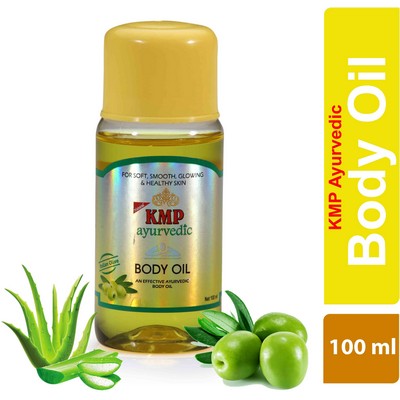 FOR SOFT, SMOOTH, GLOWING
& HEALTHY SKIN
KMP
ayurvedic
BODY OIL
AN EFFECTIVE AYURVEDIC
BODY OIL
KMP Ayurvedic
Body Oil
100 ml